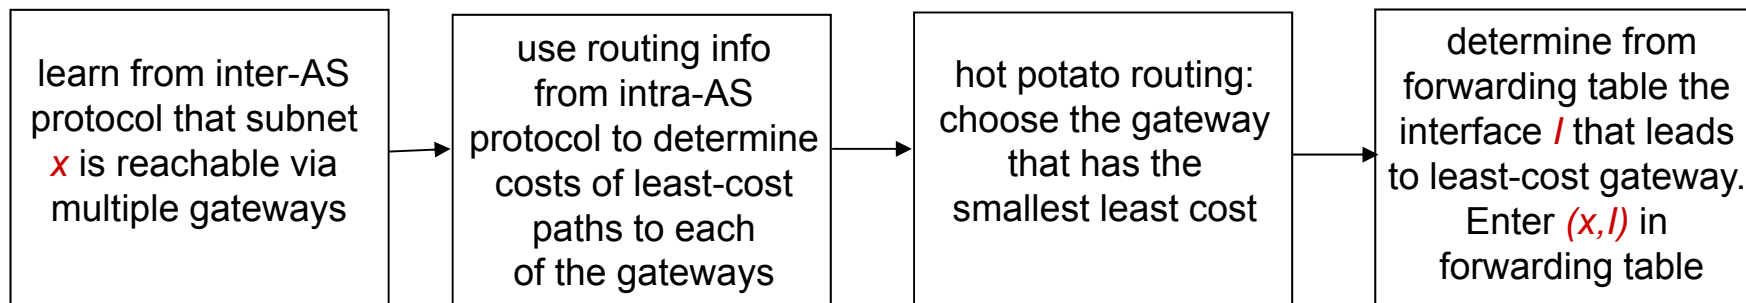 learn from inter-AS
protocol that subnet
x is reachable via
multiple gateways
use routing info
from intra-AS
protocol to determine
costs of least-cost
paths to each
of the gateways
hot potato routing:
choose the gateway
that has the
smallest least cost
determine from
forwarding table the
interface I that leads
to least-cost gateway.
Enter (x,I) in
forwarding table